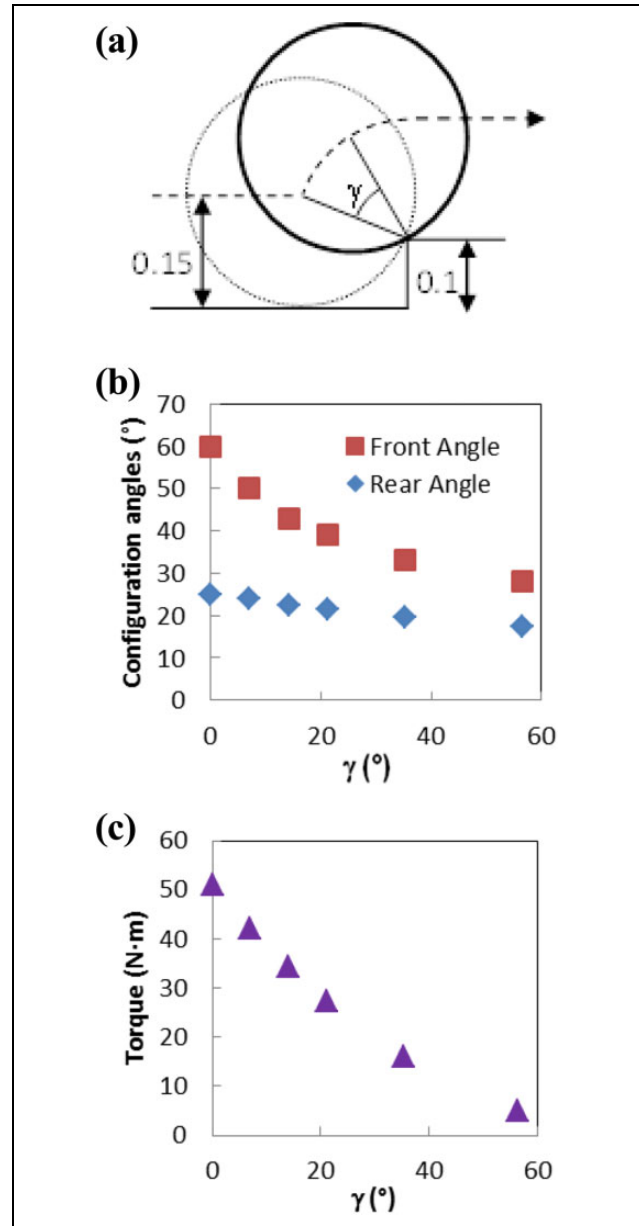 (a)
γ
0.15
0.1
(b)
Configuration angles (°)
70
60
50
40
30
20
10
0
Front Angle
Rear Angle
0 20 40 60
γ (°)
(c)
Torque (N·m)
60
50
40
30
20
10
0
0 20 40 60
γ (°)